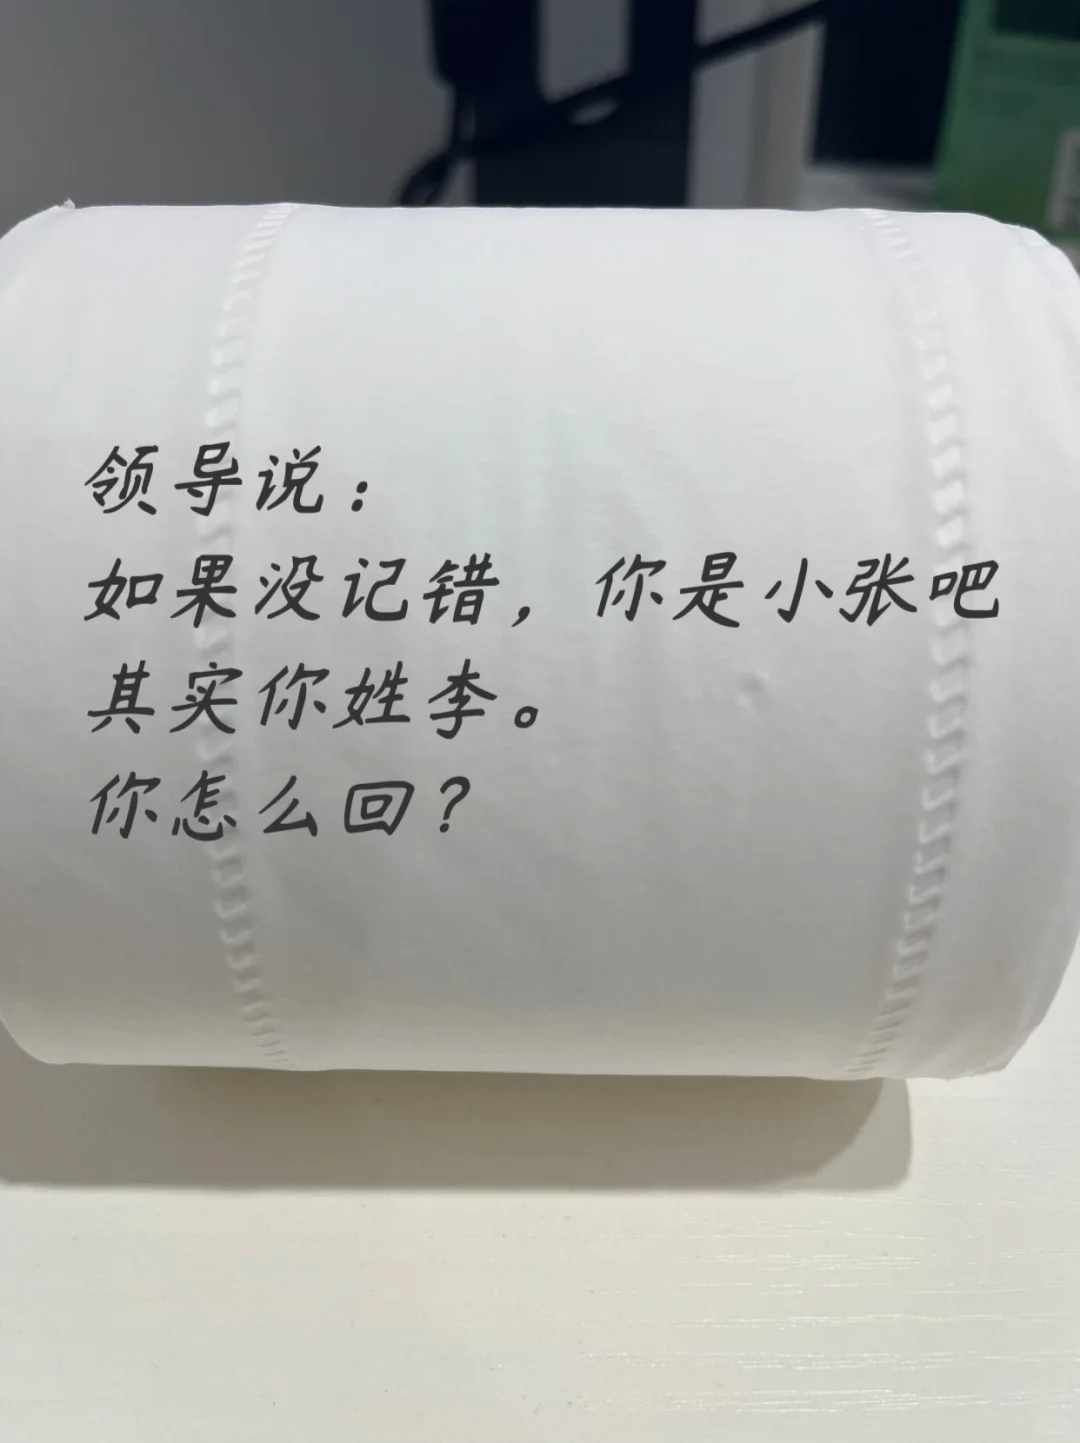 领导说：
如果没记错，你是小张吧
其实你姓李。
你怎么回？